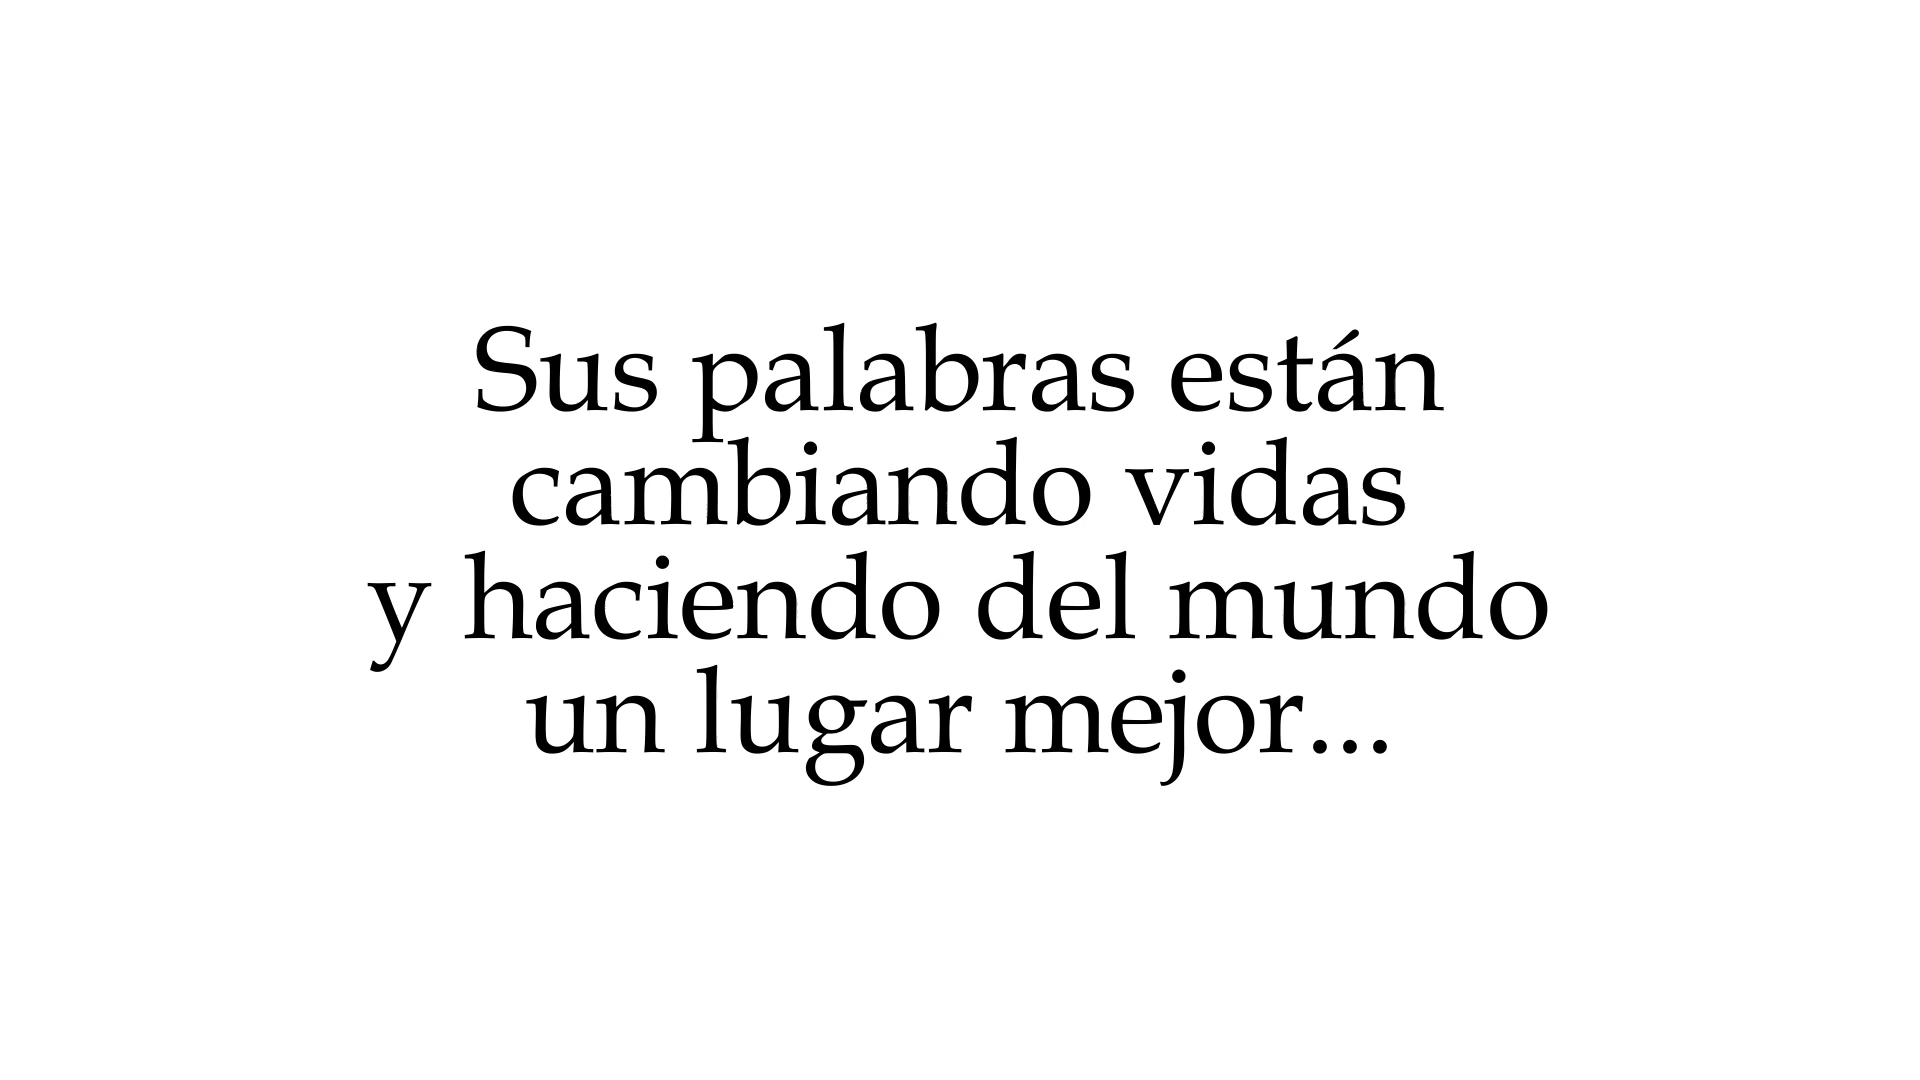 Sus palabras están
cambiando vidas
y haciendo del mundo
un lugar mejor...